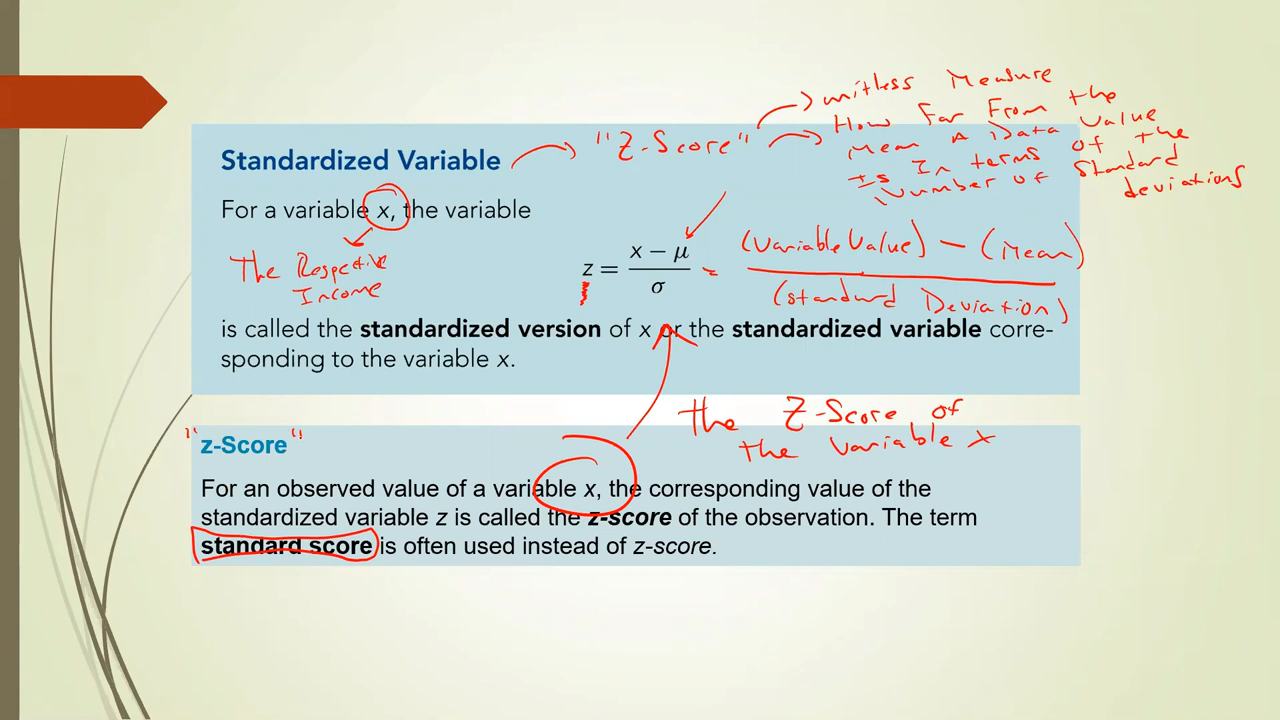 unitless Measure
How Far From the
Mean A Data Value
Is In terms of the
Number of Standard
deviations
Standardized Variable
"Z-Score"
For a variable x, the variable
The Respective
Income
z = (x − μ) / σ = (Variable Value) − (Mean) / (Standard Deviation)
is called the standardized version of x or the standardized variable corre-
sponding to the variable x.
the Z-Score of
the variable x
"z-Score"
For an observed value of a variable x, the corresponding value of the
standardized variable z is called the z-score of the observation. The term
standard score is often used instead of z-score.